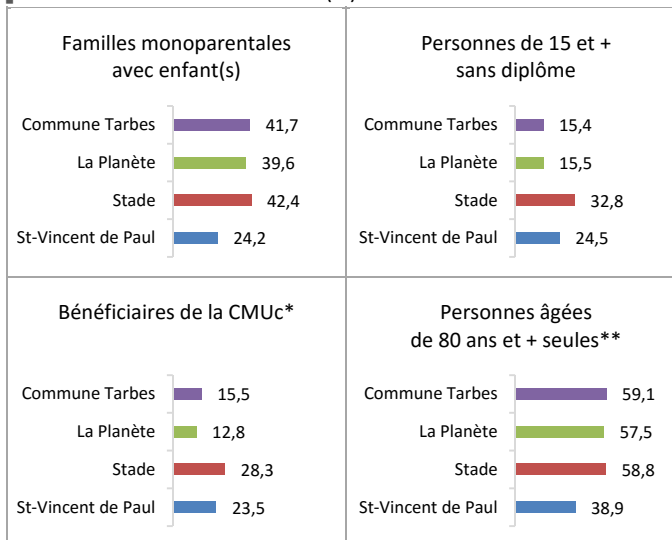 Familles monoparentales
avec enfant(s)
Commune Tarbes 41,7
La Planète 39,6
Stade 42,4
St-Vincent de Paul 24,2
Personnes de 15 et +
sans diplôme
Commune Tarbes 15,4
La Planète 15,5
Stade 32,8
St-Vincent de Paul 24,5
Bénéficiaires de la CMUc*
Commune Tarbes 15,5
La Planète 12,8
Stade 28,3
St-Vincent de Paul 23,5
Personnes âgées
de 80 ans et + seules**
Commune Tarbes 59,1
La Planète 57,5
Stade 58,8
St-Vincent de Paul 38,9